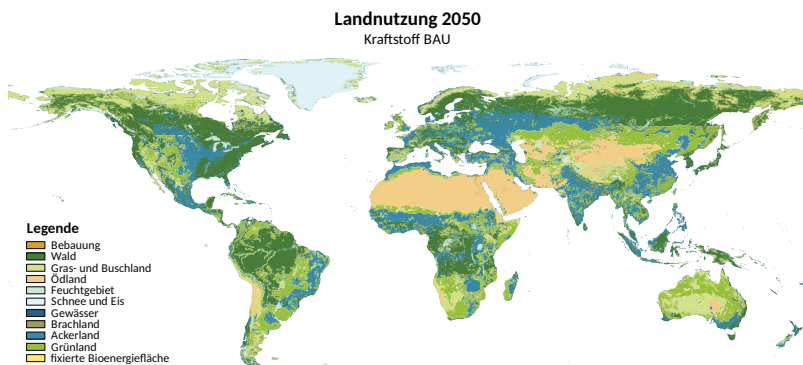 Landnutzung 2050
Kraftstoff BAU
Legende
Bebauung
Wald
Gras- und Buschland
Ödland
Feuchtgebiet
Schnee und Eis
Gewässer
Brachland
Ackerland
Grünland
fixierte Bioenergiefläche